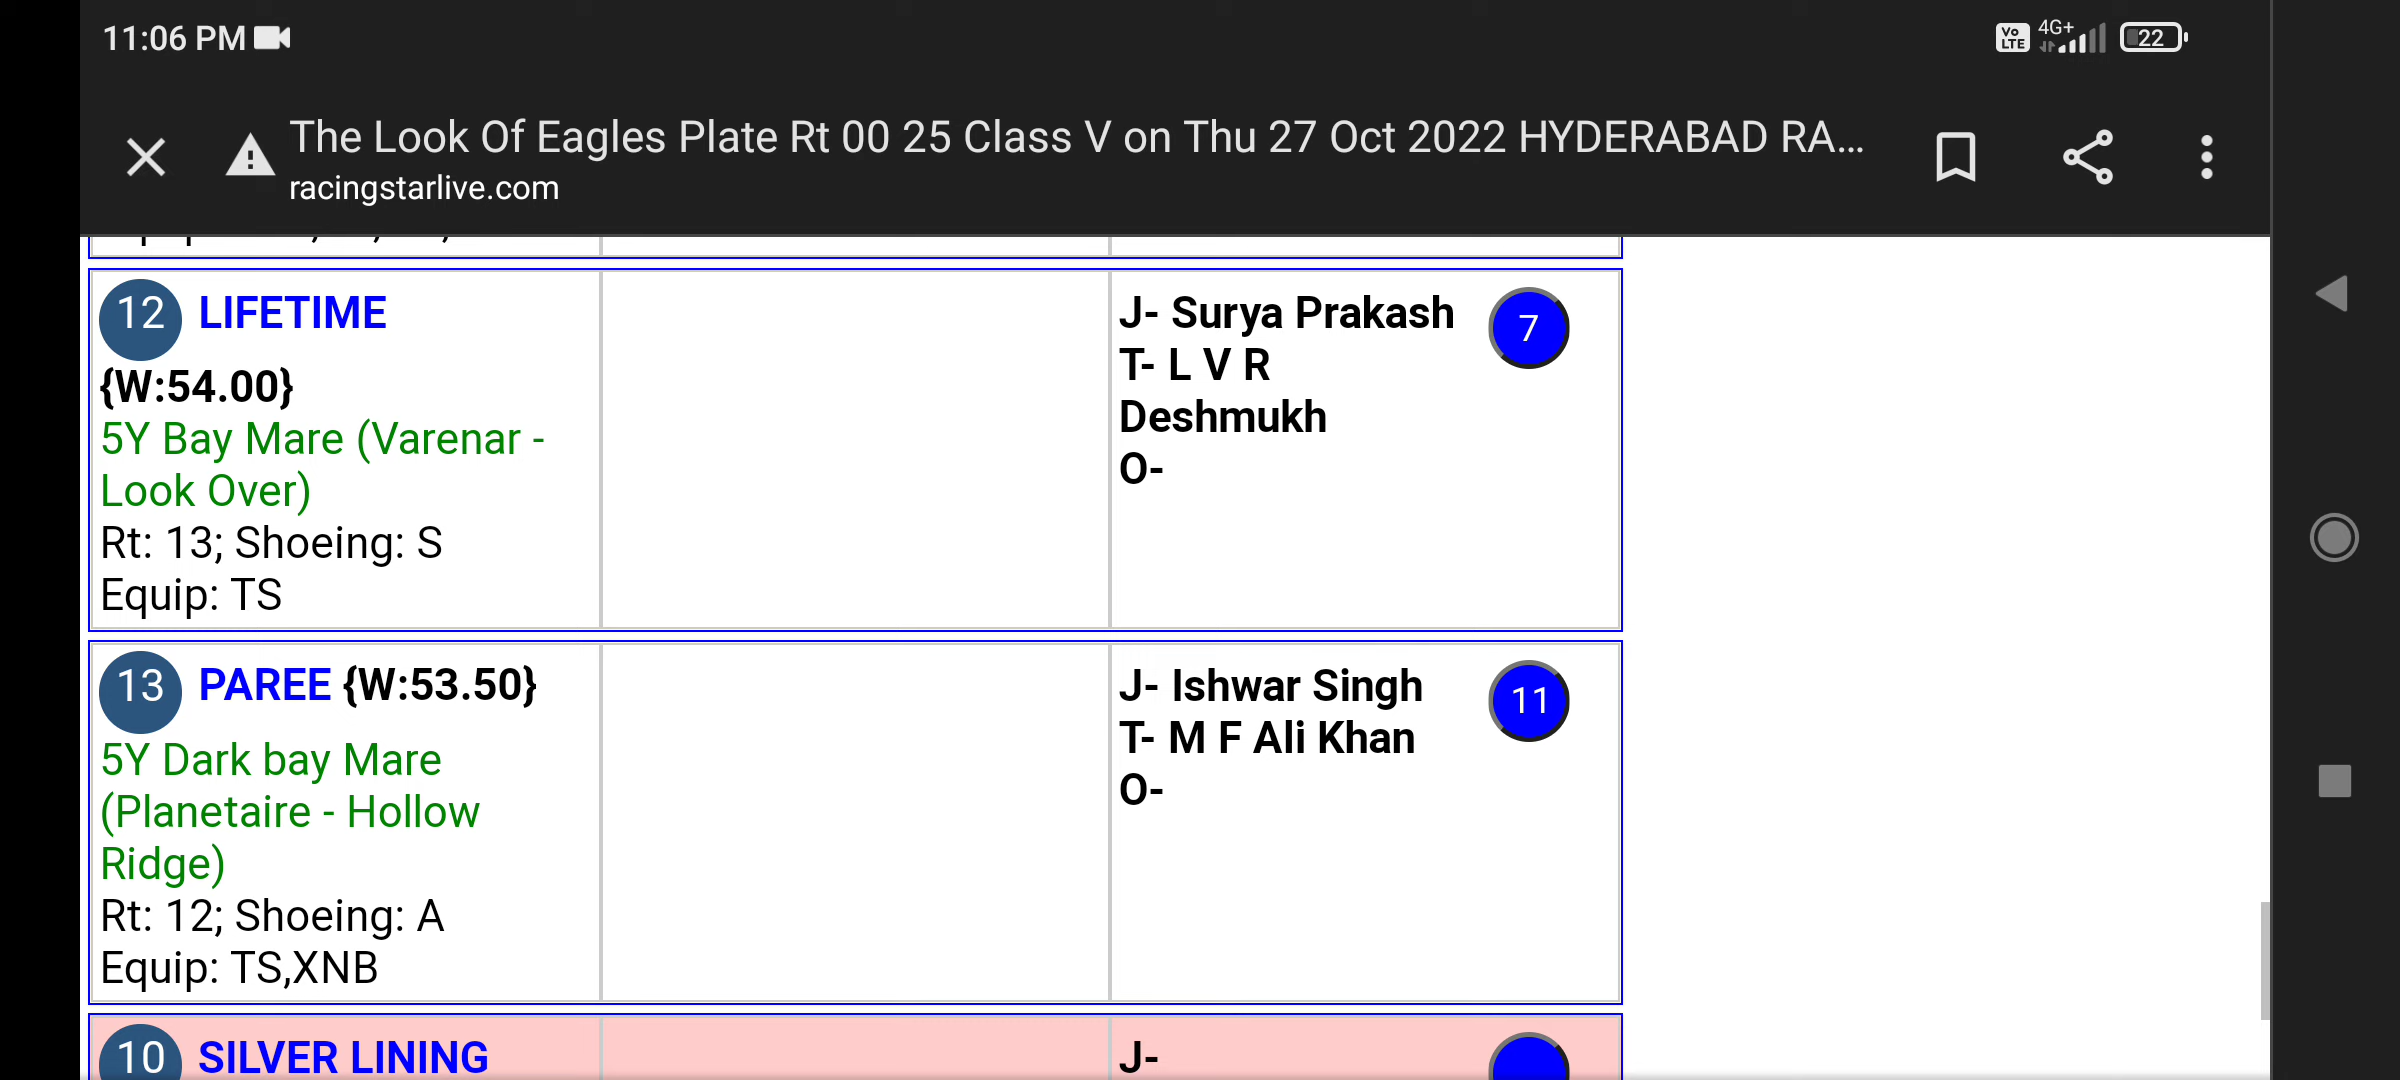 11:06 PM
Vo LTE 4G+ 22
The Look Of Eagles Plate Rt 00 25 Class V on Thu 27 Oct 2022 HYDERABAD RA...
racingstarlive.com
12 LIFETIME
{W:54.00}
5Y Bay Mare (Varenar -
Look Over)
Rt: 13; Shoeing: S
Equip: TS
J- Surya Prakash
T- L V R
Deshmukh
O-
7
13 PAREE {W:53.50}
5Y Dark bay Mare
(Planetaire - Hollow
Ridge)
Rt: 12; Shoeing: A
Equip: TS,XNB
J- Ishwar Singh
T- M F Ali Khan
O-
11
10 SILVER LINING
J-